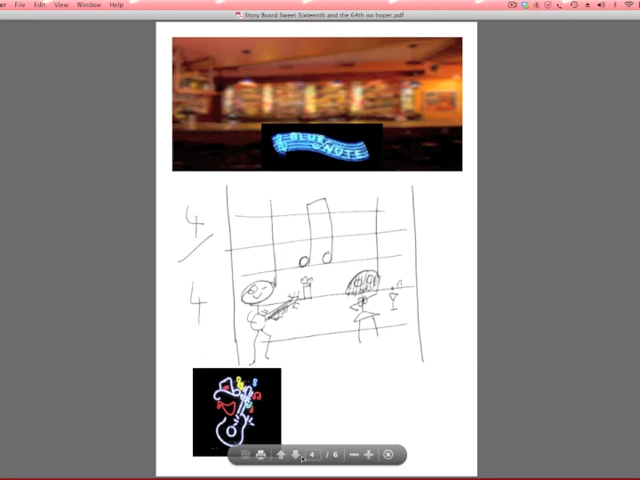 File Edit View Window Help
Story Board Sweet Sixteenth and the 64th no hoper.pdf
BLUE
NOTE
4
4
4 / 6